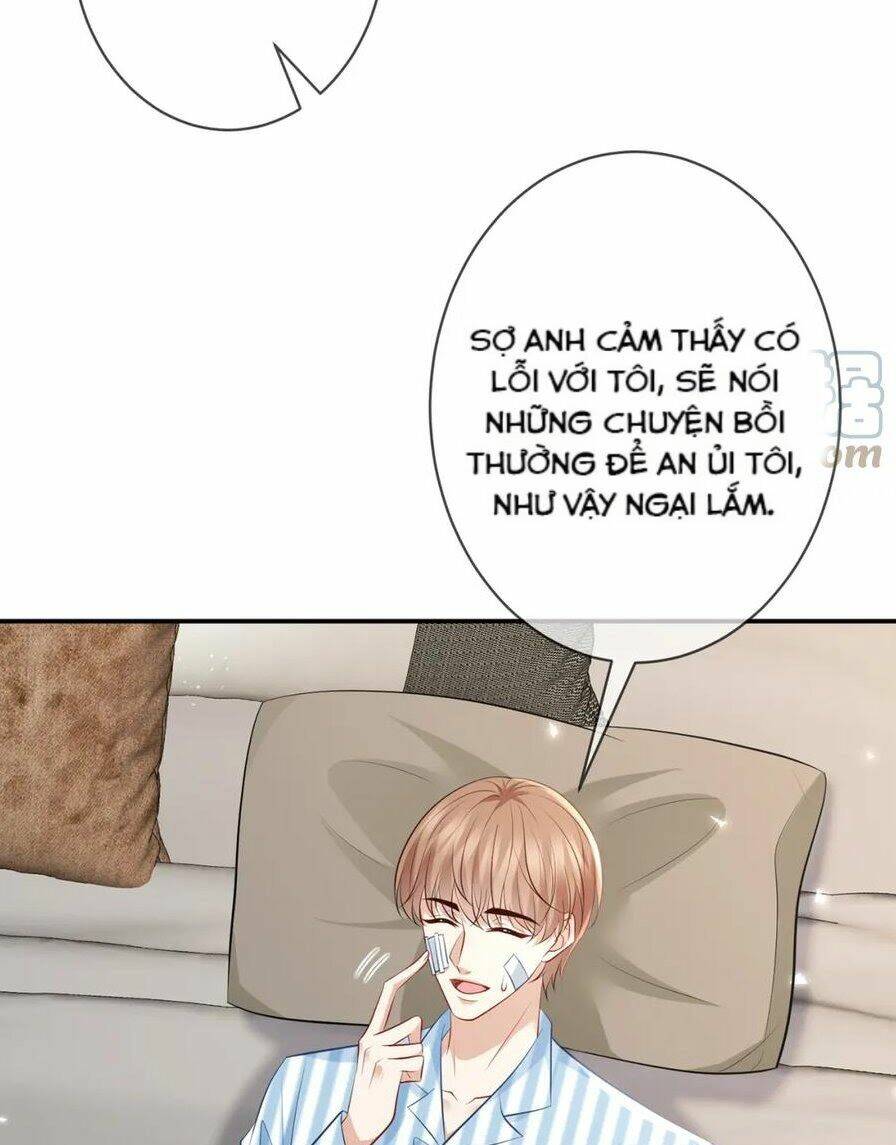 SỢ ANH CẢM THẤY CÓ
LỖI VỚI TÔI, SẼ NÓI
NHỮNG CHUYỆN BỒI
THƯỜNG ĐỂ AN ỦI TÔI,
NHƯ VẬY NGẠI LẮM.
om